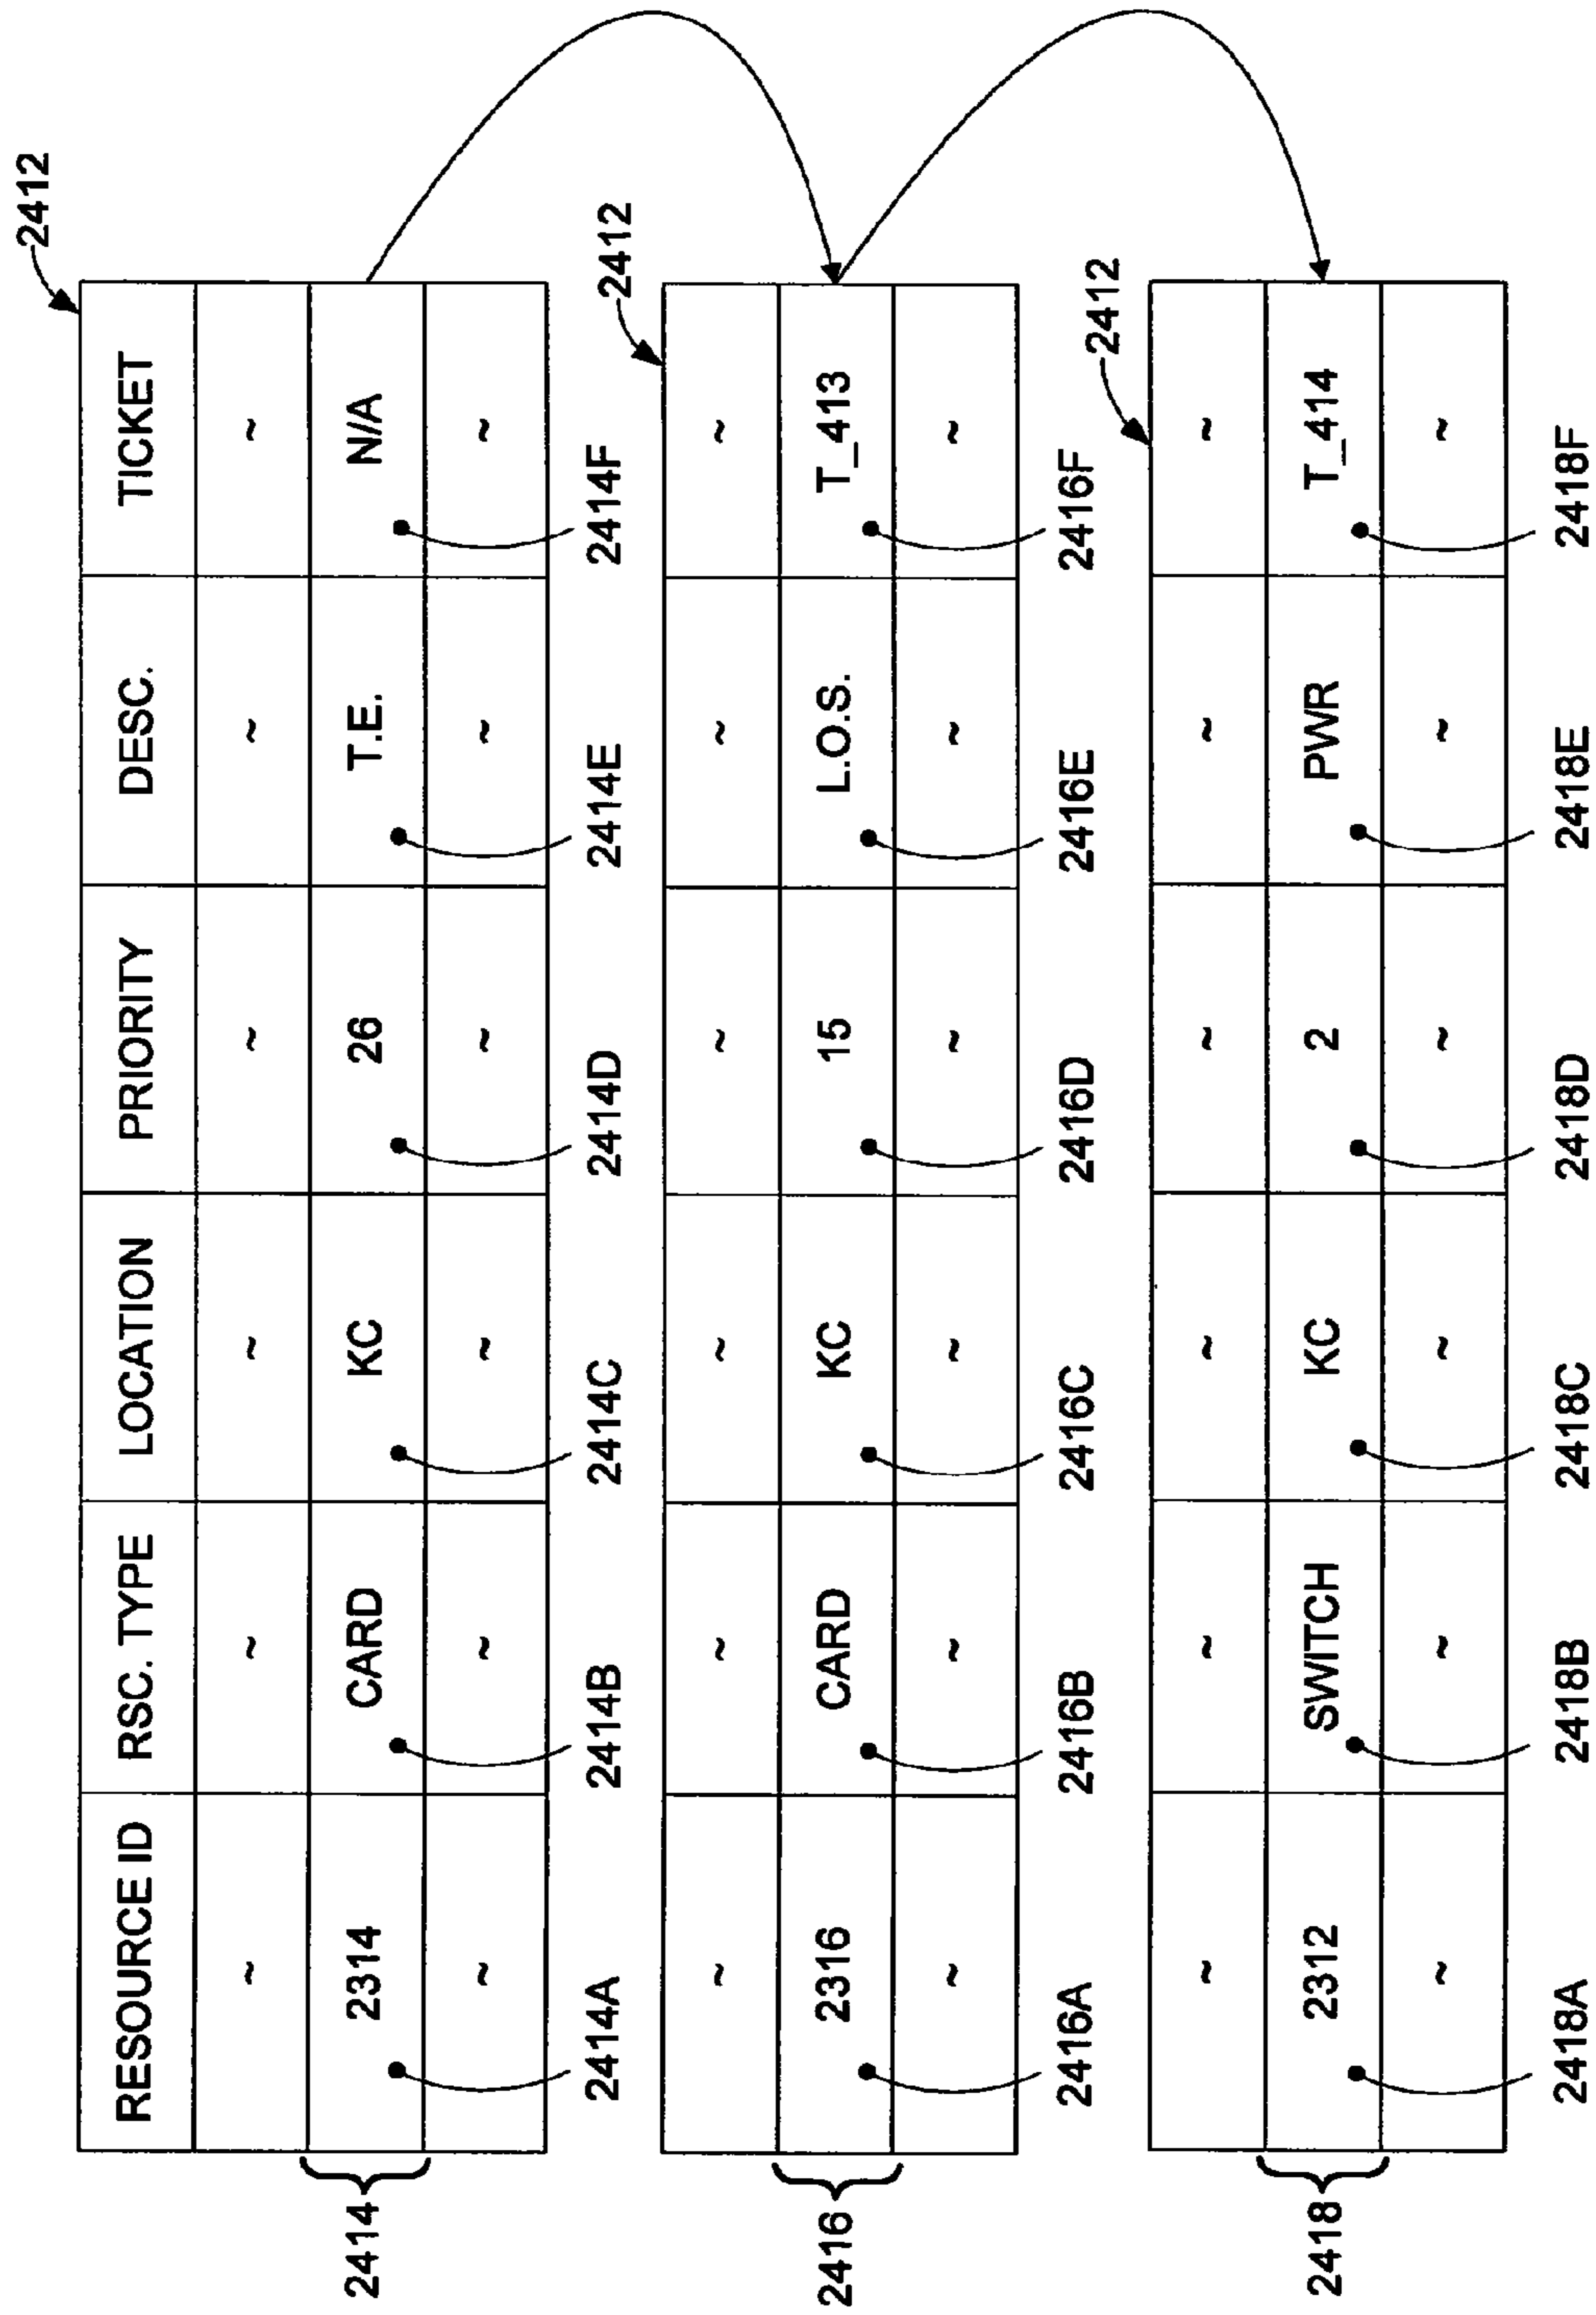 2412
RESOURCE ID RSC. TYPE LOCATION PRIORITY DESC. TICKET
~ ~ ~ ~ ~ ~
2414 2314 CARD KC 26 T.E. N/A
~ ~ ~ ~ ~ ~
2414A 2414B 2414C 2414D 2414E 2414F
2412
~ ~ ~ ~ ~ ~
2416 2316 CARD KC 15 L.O.S. T_413
~ ~ ~ ~ ~ ~
2416A 2416B 2416C 2416D 2416E 2416F
2412
~ ~ ~ ~ ~ ~
2418 2312 SWITCH KC 2 PWR T_414
~ ~ ~ ~ ~ ~
2418A 2418B 2418C 2418D 2418E 2418F